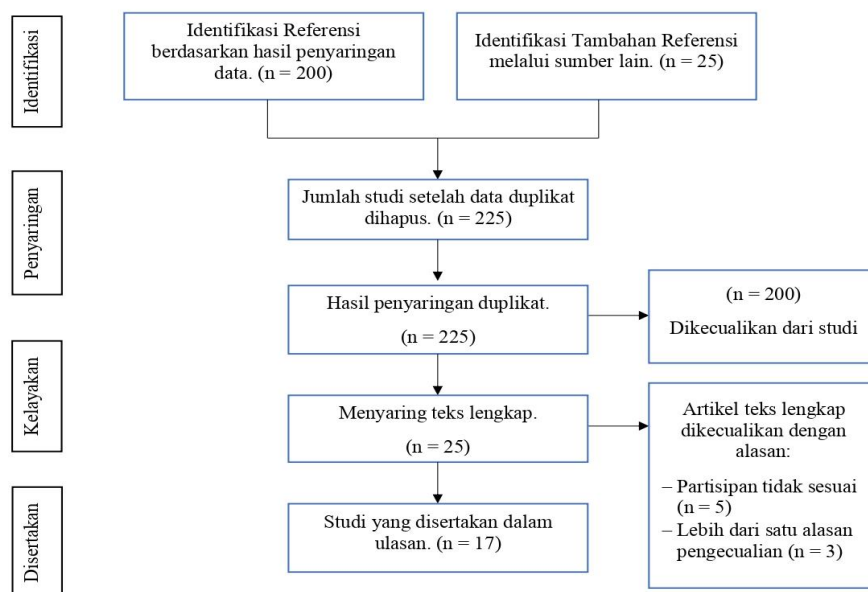 Identifikasi
Identifikasi Referensi
berdasarkan hasil penyaringan
data. (n = 200)
Identifikasi Tambahan Referensi
melalui sumber lain. (n = 25)
Penyaringan
Jumlah studi setelah data duplikat
dihapus. (n = 225)
Hasil penyaringan duplikat.
(n = 225)
(n = 200)
Dikecualikan dari studi
Kelayakan
Menyaring teks lengkap.
(n = 25)
Artikel teks lengkap
dikecualikan dengan
alasan:
– Partisipan tidak sesuai
(n = 5)
– Lebih dari satu alasan
pengecualian (n = 3)
Disertakan
Studi yang disertakan dalam
ulasan. (n = 17)